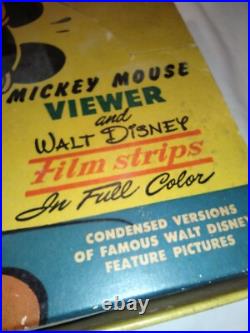 MICKEY MOUSE
VIEWER
and
WALT DISNEY
Film strips
In Full Color
CONDENSED VERSIONS
OF FAMOUS WALT DISNEY
FEATURE PICTURES